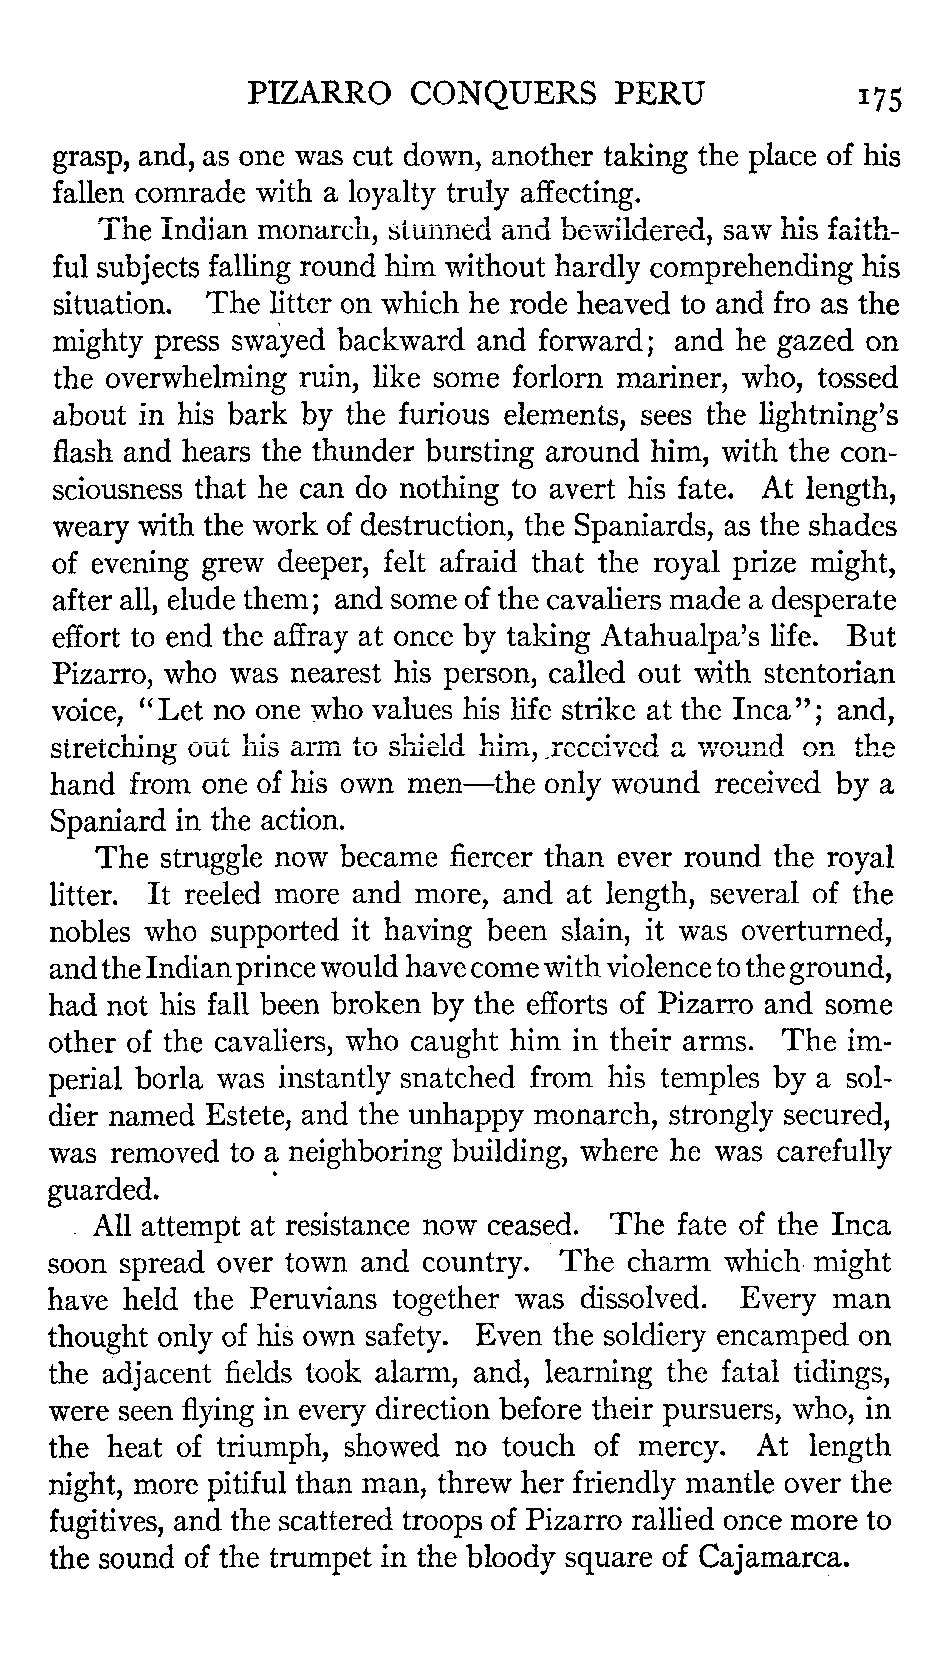 PIZARRO CONQUERS PERU 175
grasp, and, as one was cut down, another taking the place of his
fallen comrade with a loyalty truly affecting.
The Indian monarch, stunned and bewildered, saw his faith-
ful subjects falling round him without hardly comprehending his
situation. The litter on which he rode heaved to and fro as the
mighty press swayed backward and forward; and he gazed on
the overwhelming ruin, like some forlorn mariner, who, tossed
about in his bark by the furious elements, sees the lightning's
flash and hears the thunder bursting around him, with the con-
sciousness that he can do nothing to avert his fate. At length,
weary with the work of destruction, the Spaniards, as the shades
of evening grew deeper, felt afraid that the royal prize might,
after all, elude them; and some of the cavaliers made a desperate
effort to end the affray at once by taking Atahualpa's life. But
Pizarro, who was nearest his person, called out with stentorian
voice, "Let no one who values his life strike at the Inca"; and,
stretching out his arm to shield him, received a wound on the
hand from one of his own men—the only wound received by a
Spaniard in the action.
The struggle now became fiercer than ever round the royal
litter. It reeled more and more, and at length, several of the
nobles who supported it having been slain, it was overturned,
and the Indian prince would have come with violence to the ground,
had not his fall been broken by the efforts of Pizarro and some
other of the cavaliers, who caught him in their arms. The im-
perial borla was instantly snatched from his temples by a sol-
dier named Estete, and the unhappy monarch, strongly secured,
was removed to a neighboring building, where he was carefully
guarded.
All attempt at resistance now ceased. The fate of the Inca
soon spread over town and country. The charm which might
have held the Peruvians together was dissolved. Every man
thought only of his own safety. Even the soldiery encamped on
the adjacent fields took alarm, and, learning the fatal tidings,
were seen flying in every direction before their pursuers, who, in
the heat of triumph, showed no touch of mercy. At length
night, more pitiful than man, threw her friendly mantle over the
fugitives, and the scattered troops of Pizarro rallied once more to
the sound of the trumpet in the bloody square of Cajamarca.